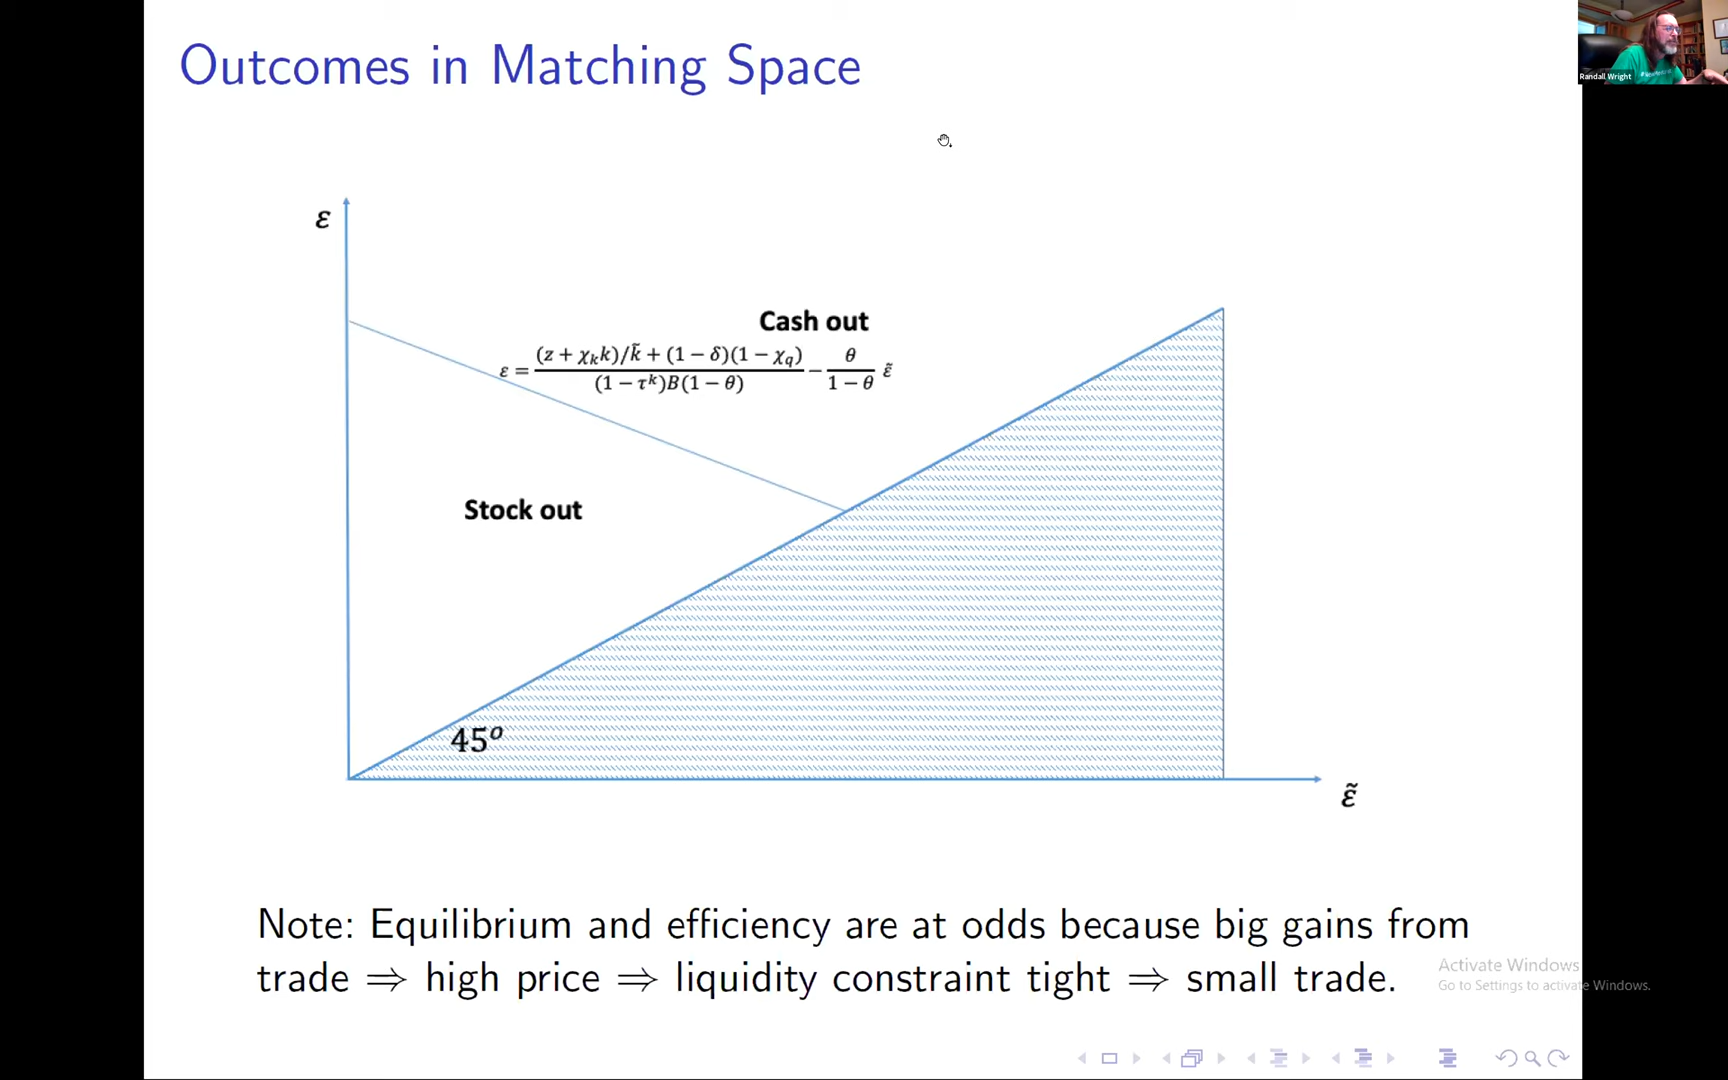 Outcomes in Matching Space
Randall Wright
ε
Cash out
ε = ((z + χₖk)/k̃ + (1 − δ)(1 − χ_q))/((1 − τᵏ)B(1 − θ)) − θ/(1 − θ) ε̃
Stock out
45ᵒ
ε̃
Note: Equilibrium and efficiency are at odds because big gains from
trade ⇒ high price ⇒ liquidity constraint tight ⇒ small trade.
Activate Windows
Go to Settings to activate Windows.